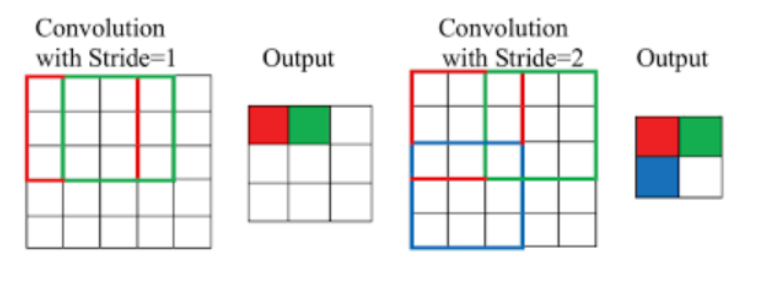 Convolution
with Stride=1
Output
Convolution
with Stride=2
Output